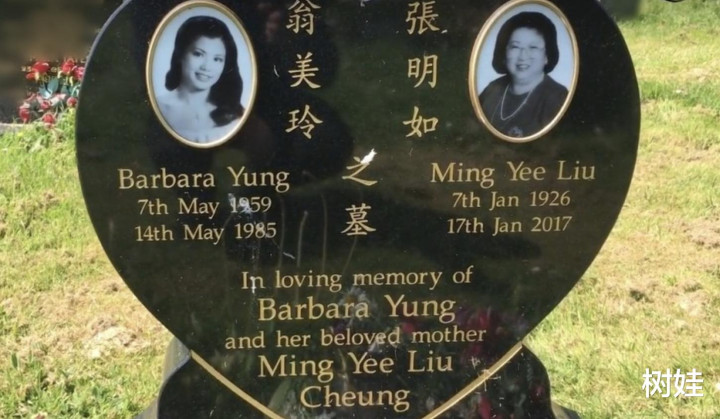 翁美玲
張明如
之墓
Barbara Yung
7th May 1959
14th May 1985
Ming Yee Liu
7th Jan 1926
17th Jan 2017
In loving memory of
Barbara Yung
and her beloved mother
Ming Yee Liu
Cheung
树娃